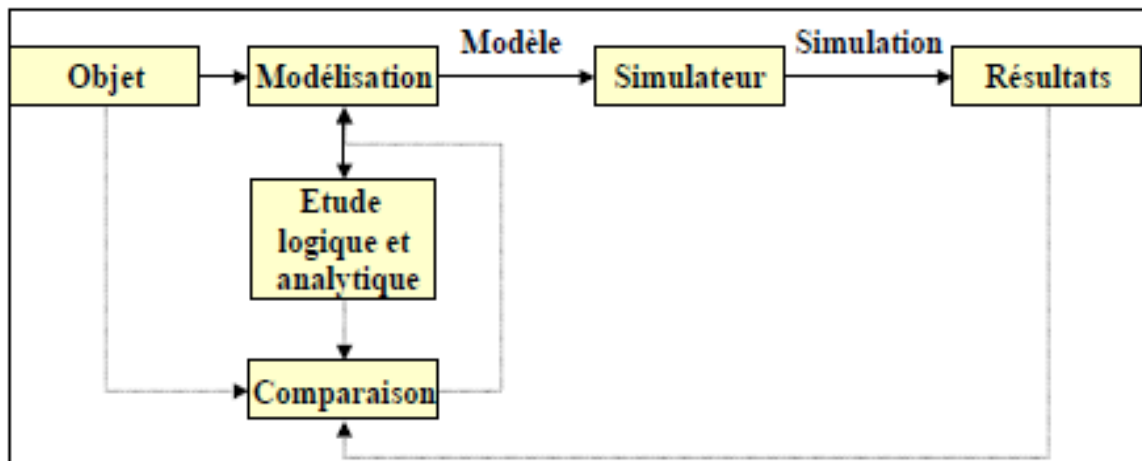 Modèle
Simulation
Objet
Modélisation
Simulateur
Résultats
Etude
logique et
analytique
Comparaison